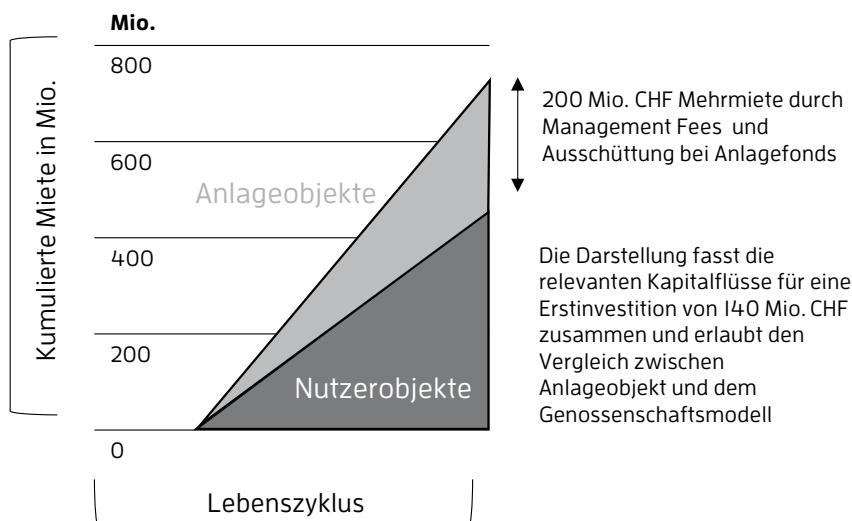 Mio.
800
600
400
200
0
Kumulierte Miete in Mio.
Anlageobjekte
Nutzerobjekte
Lebenszyklus
200 Mio. CHF Mehrmiete durch
Management Fees und
Ausschüttung bei Anlagefonds
Die Darstellung fasst die
relevanten Kapitalflüsse für eine
Erstinvestition von 140 Mio. CHF
zusammen und erlaubt den
Vergleich zwischen
Anlageobjekt und dem
Genossenschaftsmodell